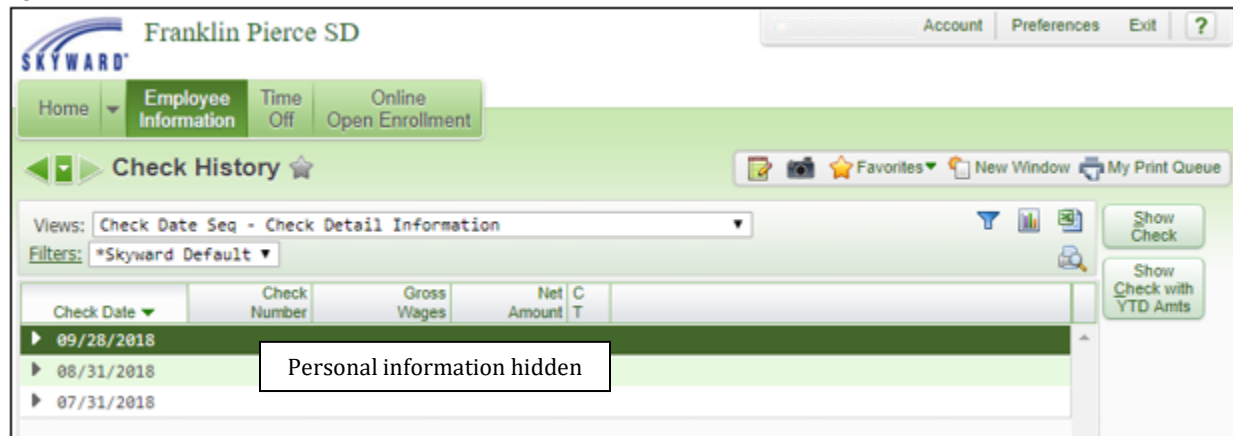 Franklin Pierce SD
SKYWARD
Account Preferences Exit ?
Home Employee Information Time Off Online Open Enrollment
Check History
Favorites New Window My Print Queue
Views: Check Date Seq - Check Detail Information
Filters: *Skyward Default
Show Check
Show Check with YTD Amts
Check Date Check Number Gross Wages Net Amount C T
09/28/2018
Personal information hidden
08/31/2018
07/31/2018